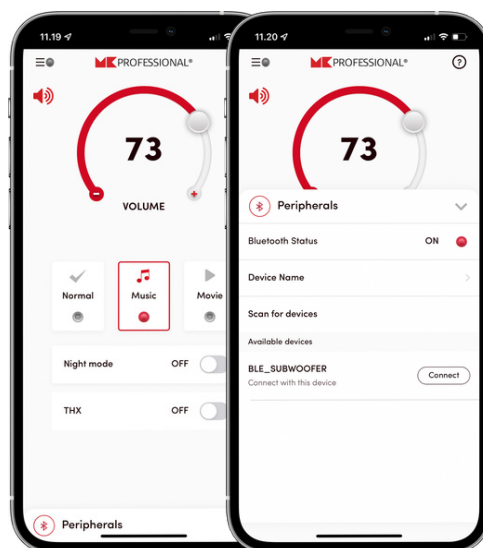 11.19
MK PROFESSIONAL®
73
VOLUME
Normal
Music
Movie
Night mode OFF
THX OFF
Peripherals
11.20
MK PROFESSIONAL®
73
Peripherals
Bluetooth Status ON
Device Name
Scan for devices
Available devices
BLE_SUBWOOFER
Connect with this device
Connect